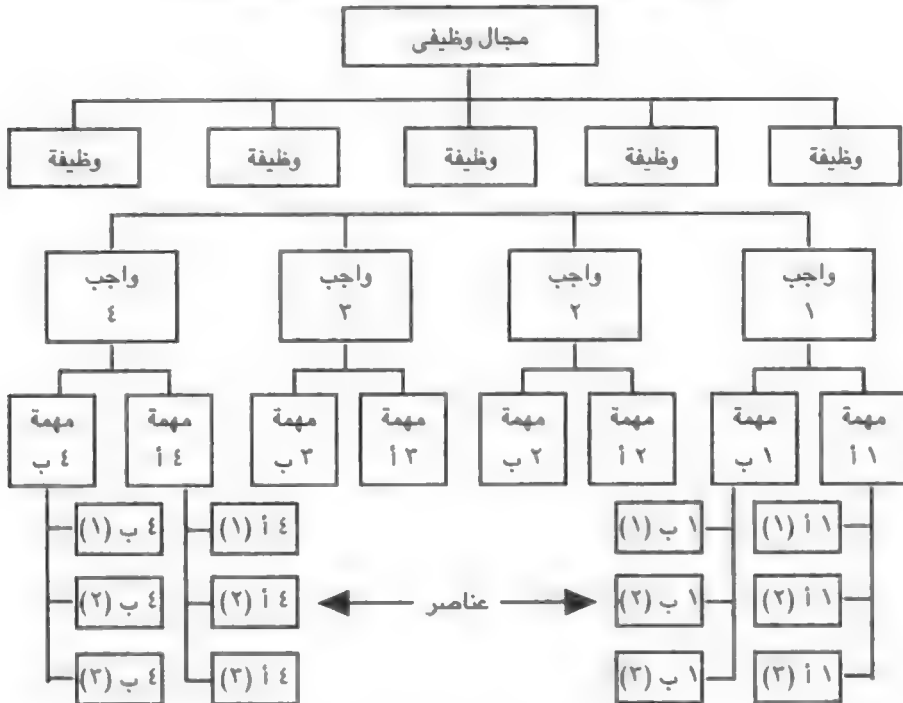 مجال وظيفى
وظيفة وظيفة وظيفة وظيفة وظيفة
واجب واجب واجب واجب
١ ٢ ٣ ٤
مهمة مهمة مهمة مهمة مهمة مهمة مهمة مهمة
١ أ ١ ب ٢ أ ٢ ب ٣ أ ٣ ب ٤ أ ٤ ب
١ أ (١) ١ ب (١) ٤ أ (١) ٤ ب (١)
١ أ (٢) ١ ب (٢) عناصر ٤ أ (٢) ٤ ب (٢)
١ أ (٣) ١ ب (٣) ٤ أ (٣) ٤ ب (٣)